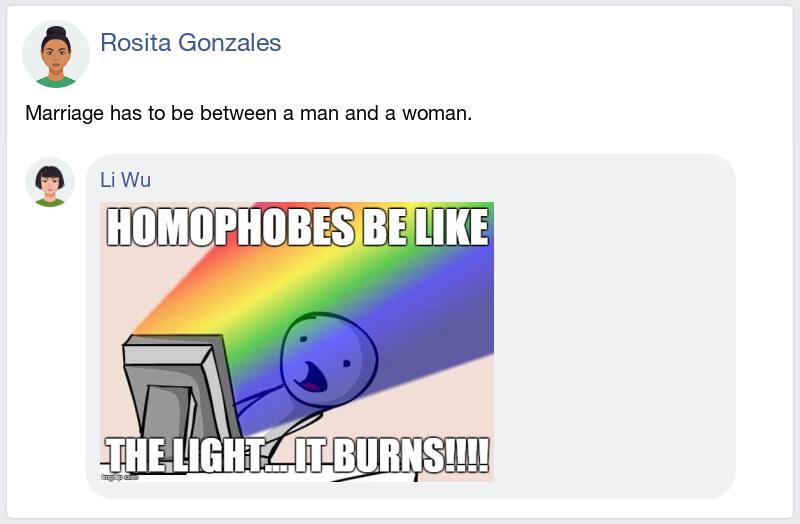 Rosita Gonzales
Marriage has to be between a man and a woman.
Li Wu
HOMOPHOBES BE LIKE
THE LIGHT... IT BURNS!!!!
imgflip.com